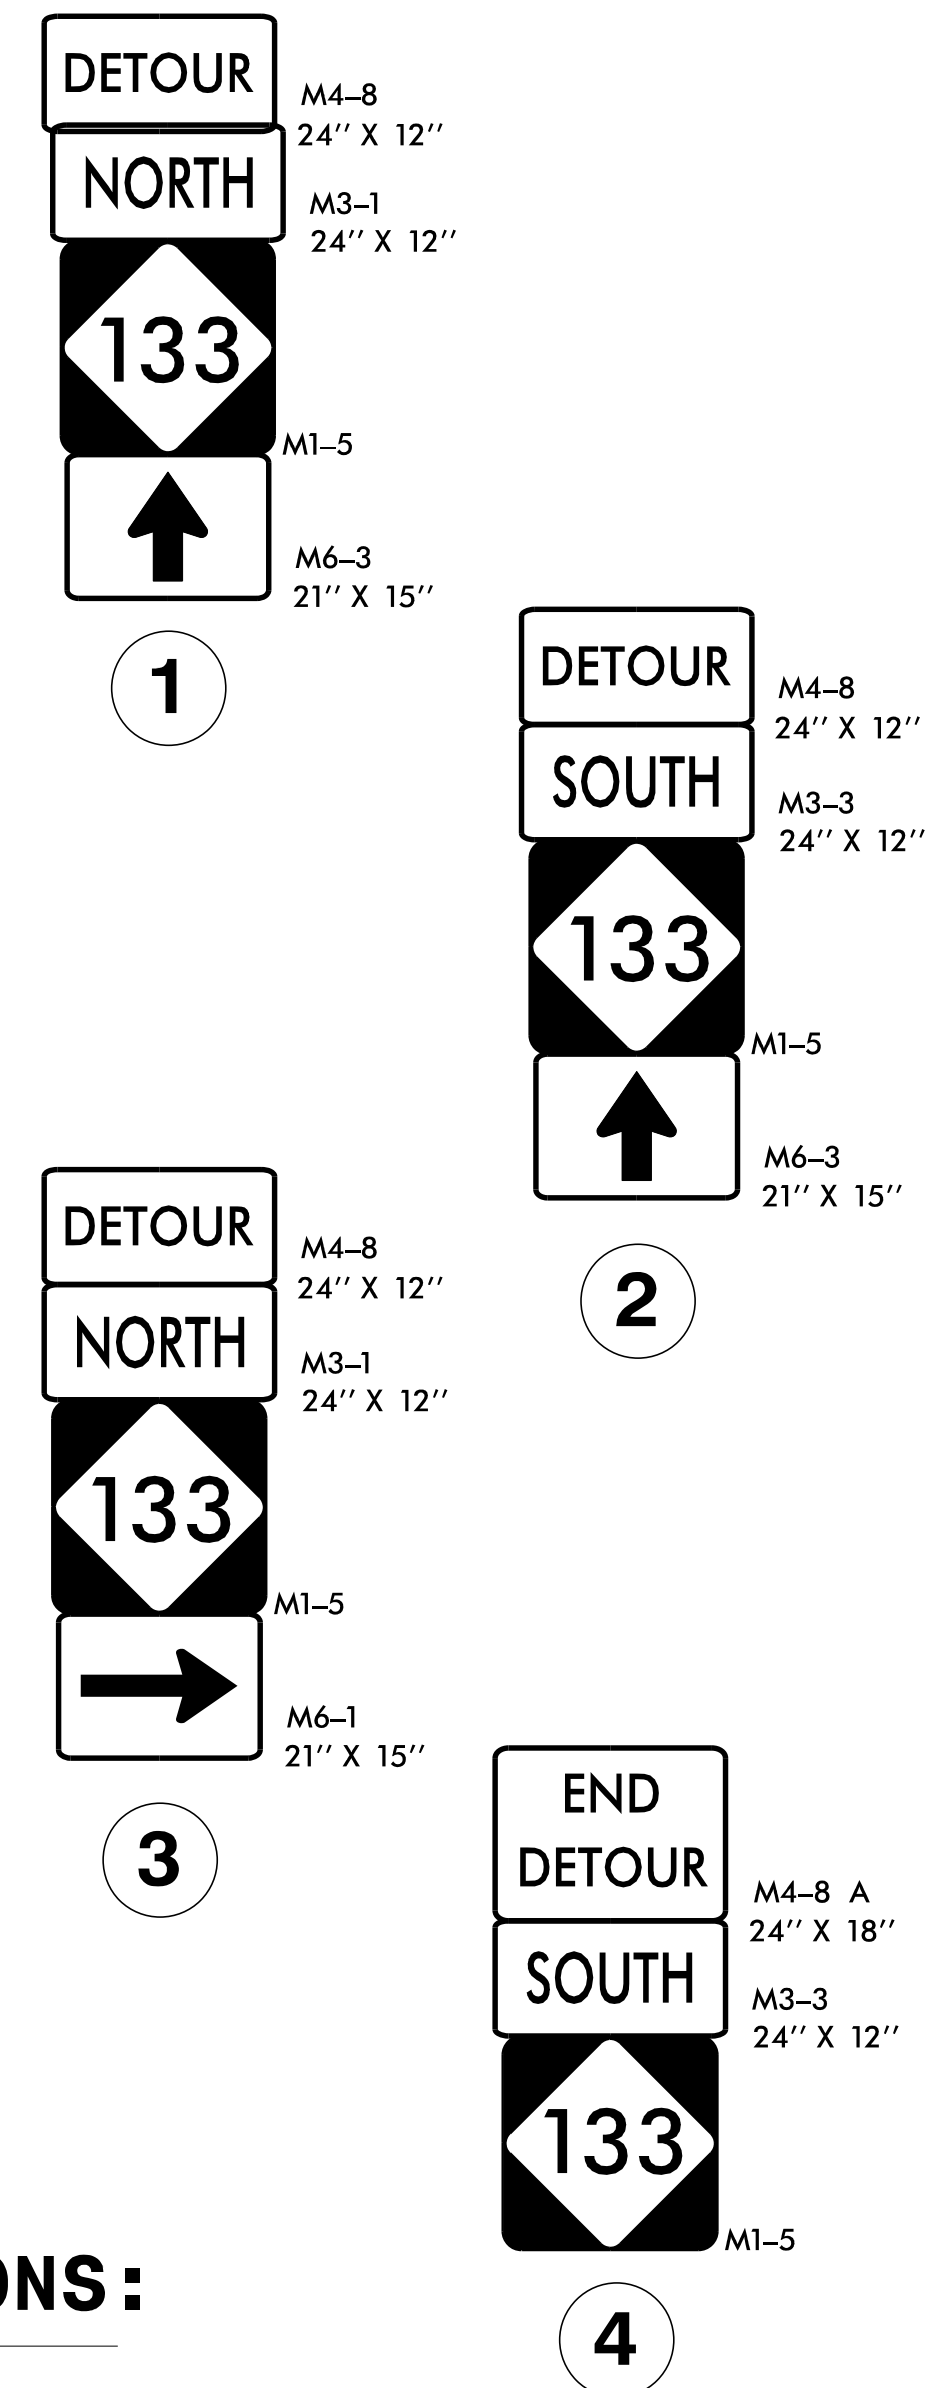 DETOUR
M4-8
24'' X 12''
NORTH
M3-1
24'' X 12''
133
M1-5
M6-3
21'' X 15''
1
DETOUR
M4-8
24'' X 12''
SOUTH
M3-3
24'' X 12''
133
M1-5
M6-3
21'' X 15''
2
DETOUR
M4-8
24'' X 12''
NORTH
M3-1
24'' X 12''
133
M1-5
M6-1
21'' X 15''
3
END
DETOUR
M4-8 A
24'' X 18''
SOUTH
M3-3
24'' X 12''
133
M1-5
4
ONS: